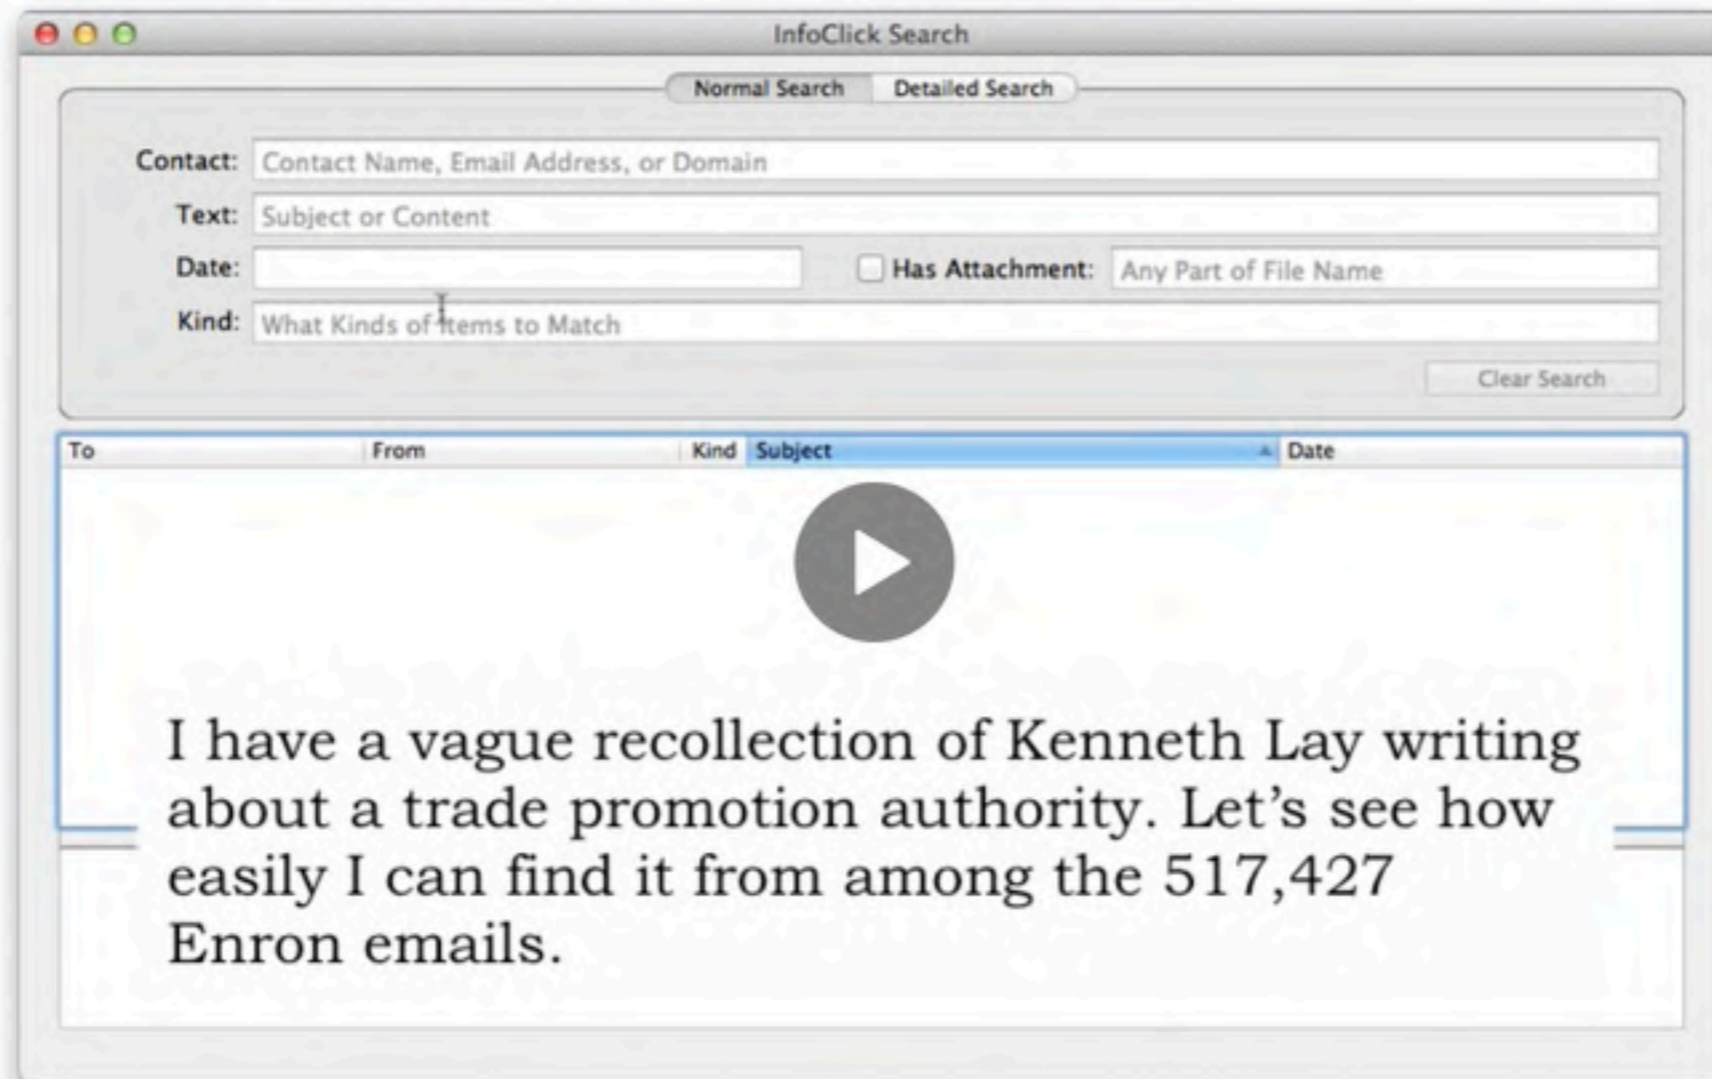 InfoClick Search
Normal Search Detailed Search
Contact: Contact Name, Email Address, or Domain
Text: Subject or Content
Date: Has Attachment: Any Part of File Name
Kind: What Kinds of Items to Match
Clear Search
To From Kind Subject Date
I have a vague recollection of Kenneth Lay writing
about a trade promotion authority. Let’s see how
easily I can find it from among the 517,427
Enron emails.